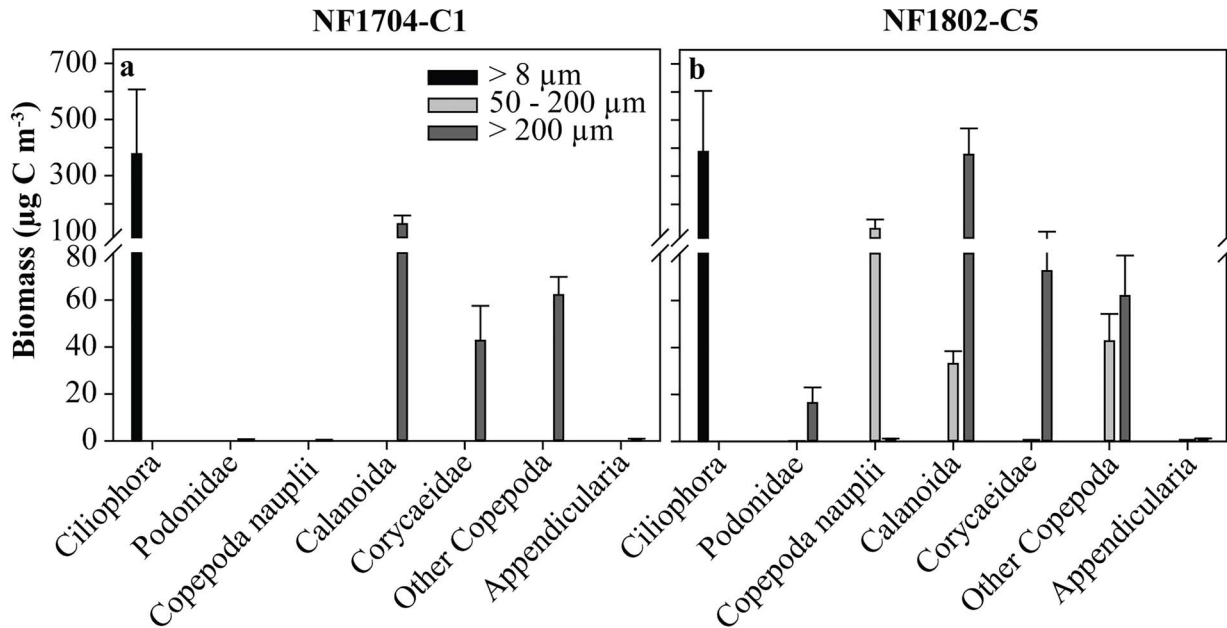 NF1704-C1
NF1802-C5
a
b
> 8 µm
50 - 200 µm
> 200 µm
Biomass (µg C m-3)
700
500
300
100
80
60
40
20
0
Ciliophora
Podonidae
Copepoda nauplii
Calanoida
Corycaeidae
Other Copepoda
Appendicularia
Ciliophora
Podonidae
Copepoda nauplii
Calanoida
Corycaeidae
Other Copepoda
Appendicularia